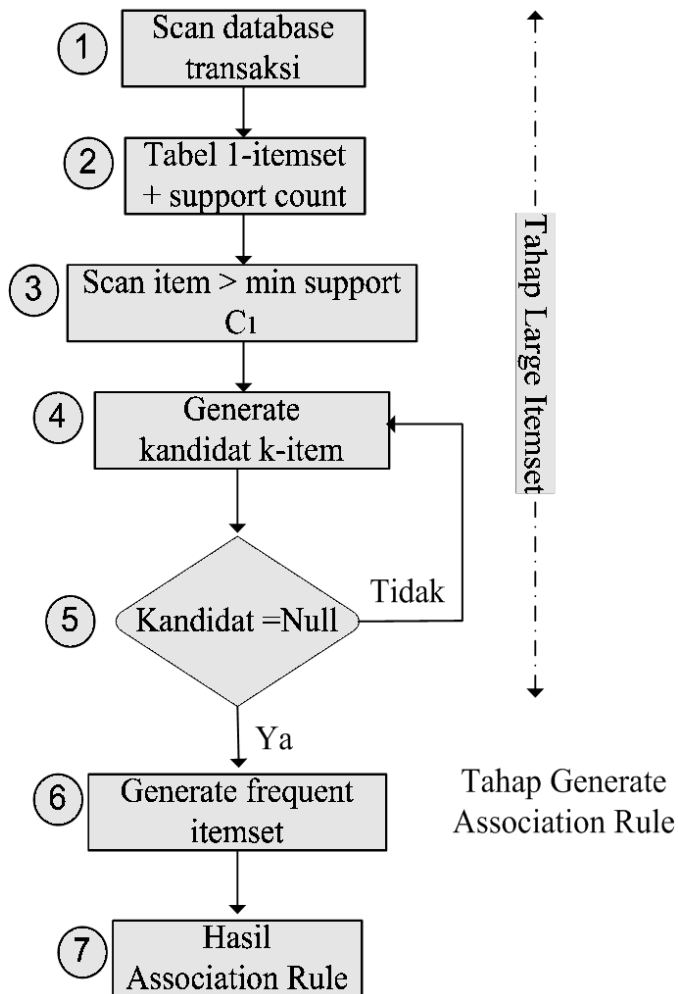 1
Scan database
transaksi
2
Tabel 1-itemset
+ support count
3
Scan item > min support
C1
4
Generate
kandidat k-item
Tahap Large Itemset
5
Kandidat =Null
Tidak
Ya
6
Generate frequent
itemset
Tahap Generate
Association Rule
7
Hasil
Association Rule